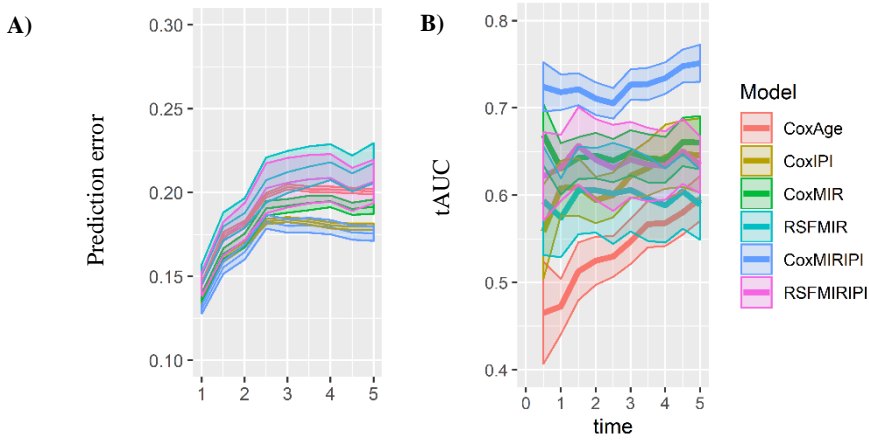 A)
Prediction error
0.30
0.25
0.20
0.15
0.10
1 2 3 4 5
B)
tAUC
0.8
0.7
0.6
0.5
0.4
0 1 2 3 4 5
time
Model
CoxAge
CoxIPI
CoxMIR
RSFMIR
CoxMIRIPI
RSFMIRIPI